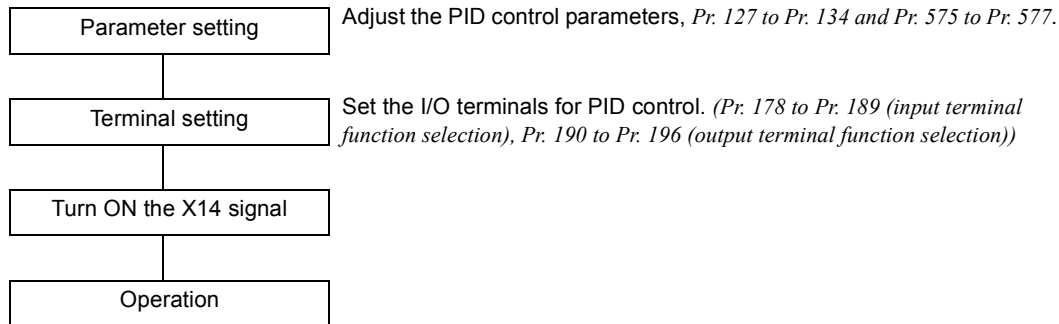 Parameter setting
Adjust the PID control parameters, Pr. 127 to Pr. 134 and Pr. 575 to Pr. 577.
Terminal setting
Set the I/O terminals for PID control. (Pr. 178 to Pr. 189 (input terminal
function selection), Pr. 190 to Pr. 196 (output terminal function selection))
Turn ON the X14 signal
Operation